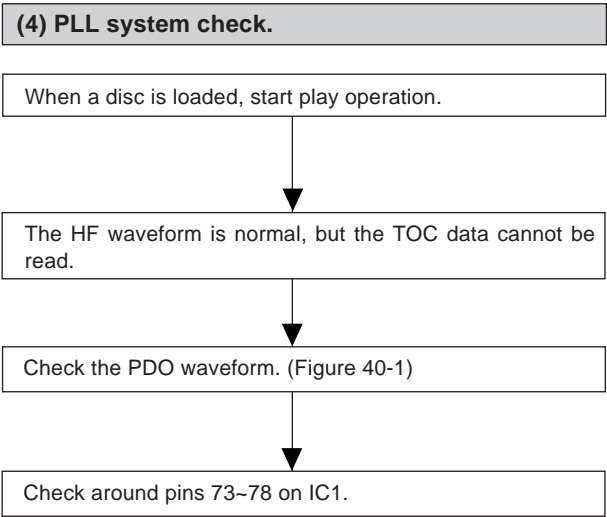 (4) PLL system check.
When a disc is loaded, start play operation.
The HF waveform is normal, but the TOC data cannot be
read.
Check the PDO waveform. (Figure 40-1)
Check around pins 73~78 on IC1.